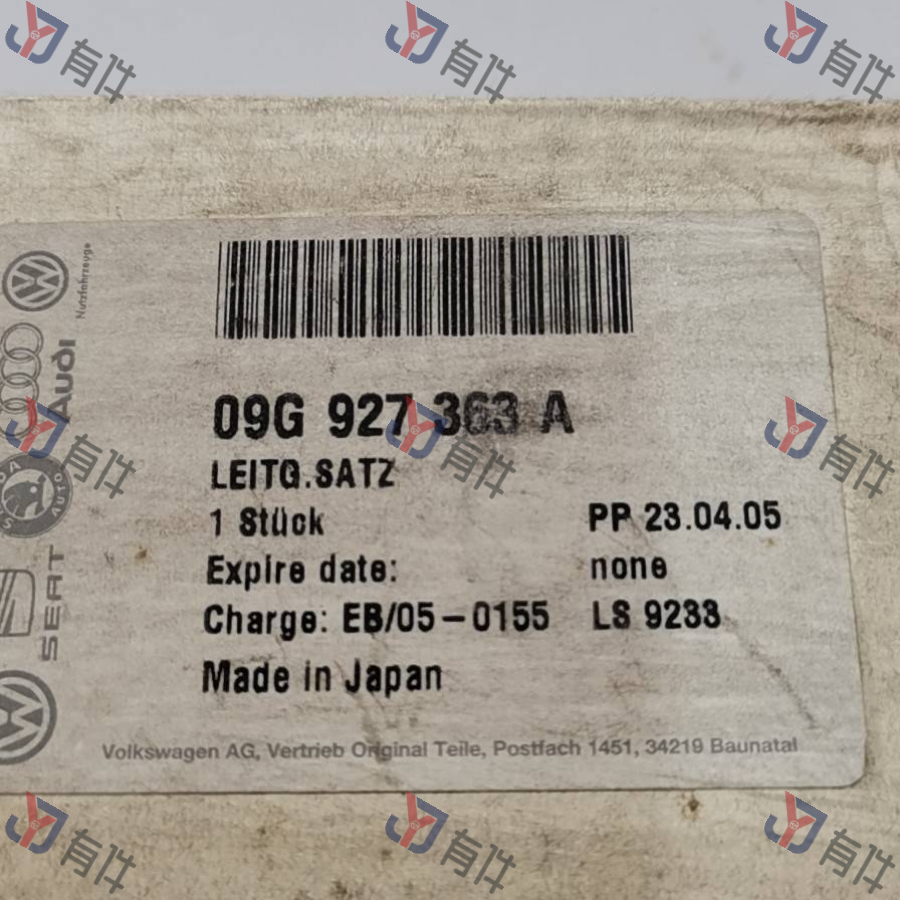 有件 有件 有件
Nutzfahrzeuge
Audi
09G 927 363 A
LEITG.SATZ
1 Stück PP 23.04.05
Expire date: none
Charge: EB/05-0155 LS 9233
Made in Japan
AUTO
SEAT
有件 有件 有件
Volkswagen AG, Vertrieb Original Teile, Postfach 1451, 34219 Baunatal
有件 有件 有件